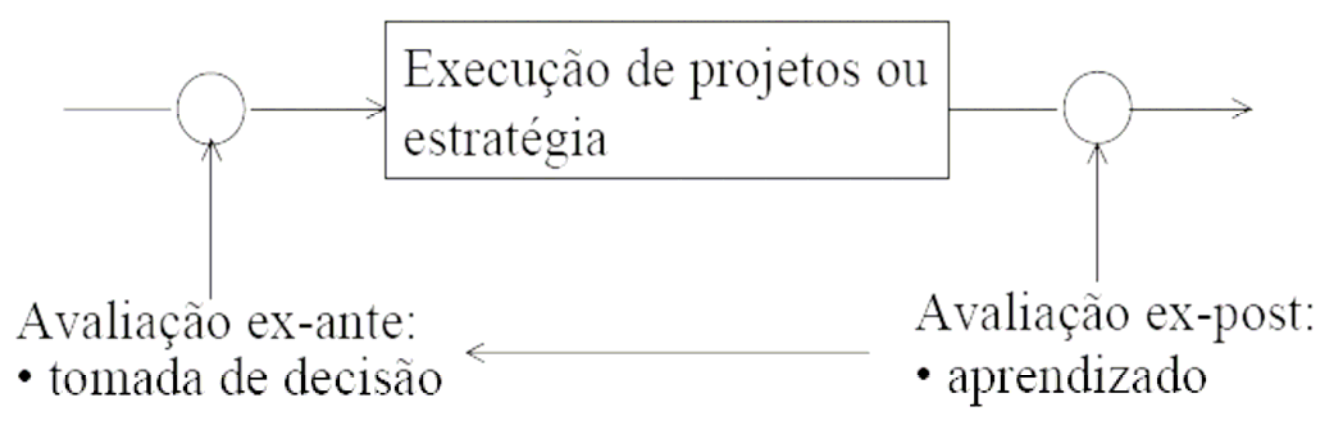 Execução de projetos ou
estratégia
Avaliação ex-ante:
• tomada de decisão
Avaliação ex-post:
• aprendizado